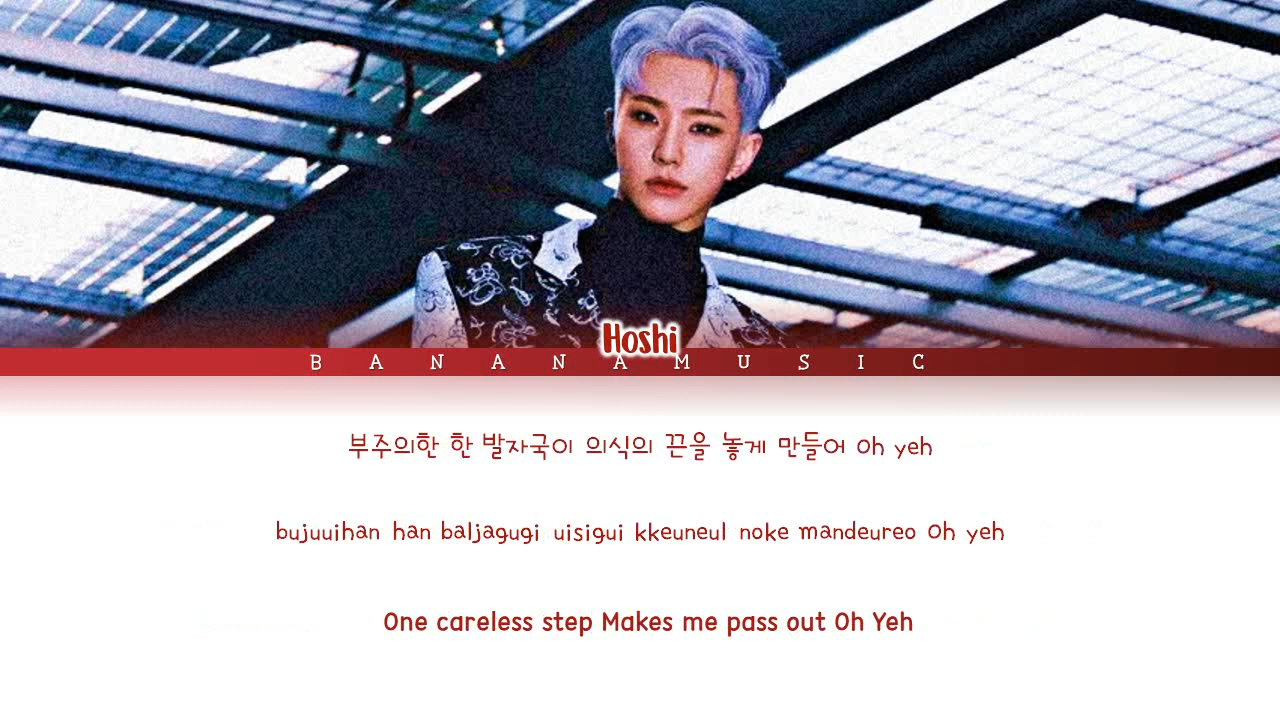 Hoshi
BANANAMUSIC
부주의한 한 발자국이 의식의 끈을 놓게 만들어 Oh yeh
bujuuihan han baljagugi uisigui kkeuneul noke mandeureo Oh yeh
One careless step Makes me pass out Oh Yeh